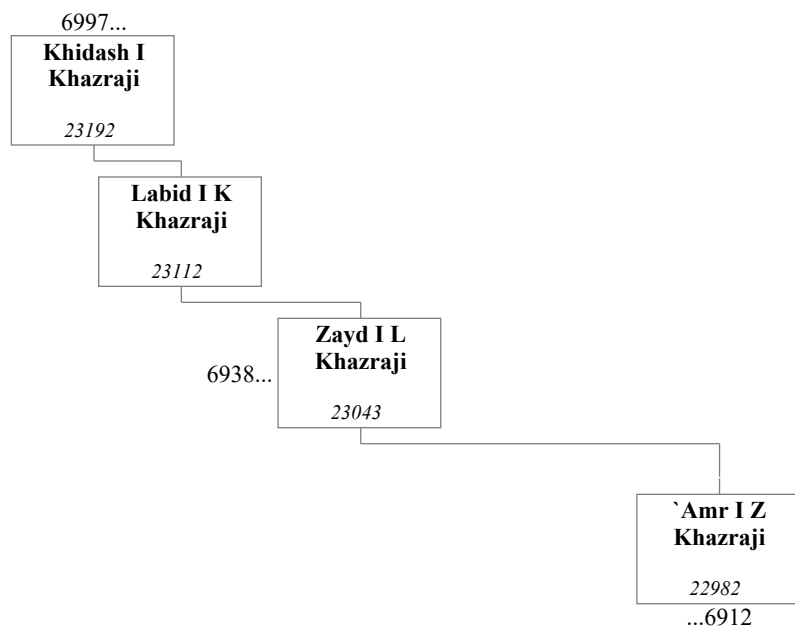 6997...
Khidash I
Khazraji
23192
Labid I K
Khazraji
23112
Zayd I L
Khazraji
6938...
23043
`Amr I Z
Khazraji
22982
...6912